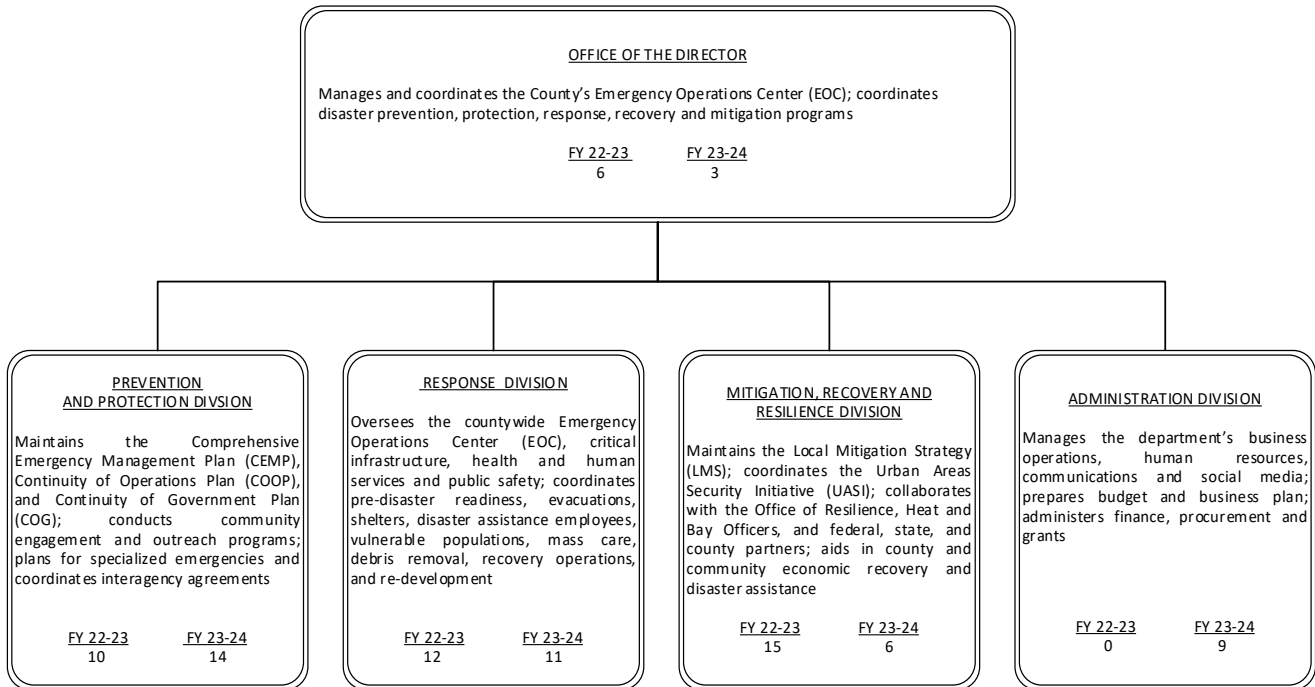 OFFICE OF THE DIRECTOR
Manages and coordinates the County's Emergency Operations Center (EOC); coordinates
disaster prevention, protection, response, recovery and mitigation programs
FY 22-23 FY 23-24
6 3
PREVENTION
AND PROTECTION DIVSION
Maintains the Comprehensive
Emergency Management Plan (CEMP),
Continuity of Operations Plan (COOP),
and Continuity of Government Plan
(COG); conducts community
engagement and outreach programs;
plans for specialized emergencies and
coordinates interagency agreements
FY 22-23 FY 23-24
10 14
RESPONSE DIVISION
Oversees the countywide Emergency
Operations Center (EOC), critical
infrastructure, health and human
services and public safety; coordinates
pre-disaster readiness, evacuations,
shelters, disaster assistance employees,
vulnerable populations, mass care,
debris removal, recovery operations,
and re-development
FY 22-23 FY 23-24
12 11
MITIGATION, RECOVERY AND
RESILIENCE DIVISION
Maintains the Local Mitigation Strategy
(LMS); coordinates the Urban Areas
Security Initiative (UASI); collaborates
with the Office of Resilience, Heat and
Bay Officers, and federal, state, and
county partners; aids in county and
community economic recovery and
disaster assistance
FY 22-23 FY 23-24
15 6
ADMINISTRATION DIVISION
Manages the department's business
operations, human resources,
communications and social media;
prepares budget and business plan;
administers finance, procurement and
grants
FY 22-23 FY 23-24
0 9